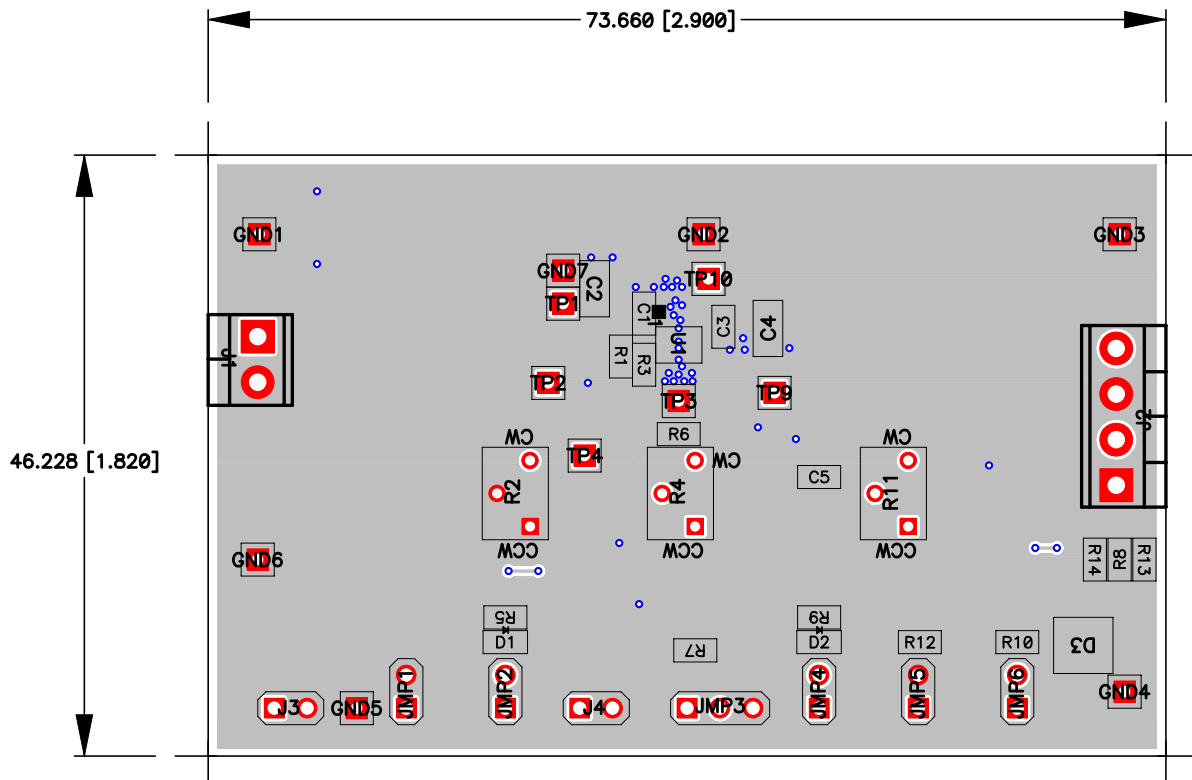 73.660 [2.900]
GND1
GND2
GND3
GND7
TP10
C2
TP1
C1
1
C3
C4
U1
J1
R1
R3
TP2
TP3
TP9
J2
R6
CW
CW
CW
TP4
46.228 [1.820]
C5
R2
R4
R11
CCW
CCW
CCW
GND6
R14
R8
R13
R5
*
D1
R9
*
D2
R7
R12
R10
D3
J3
GND5
JMP1
JMP2
J4
JMP3
JMP4
JMP5
JMP6
GND4